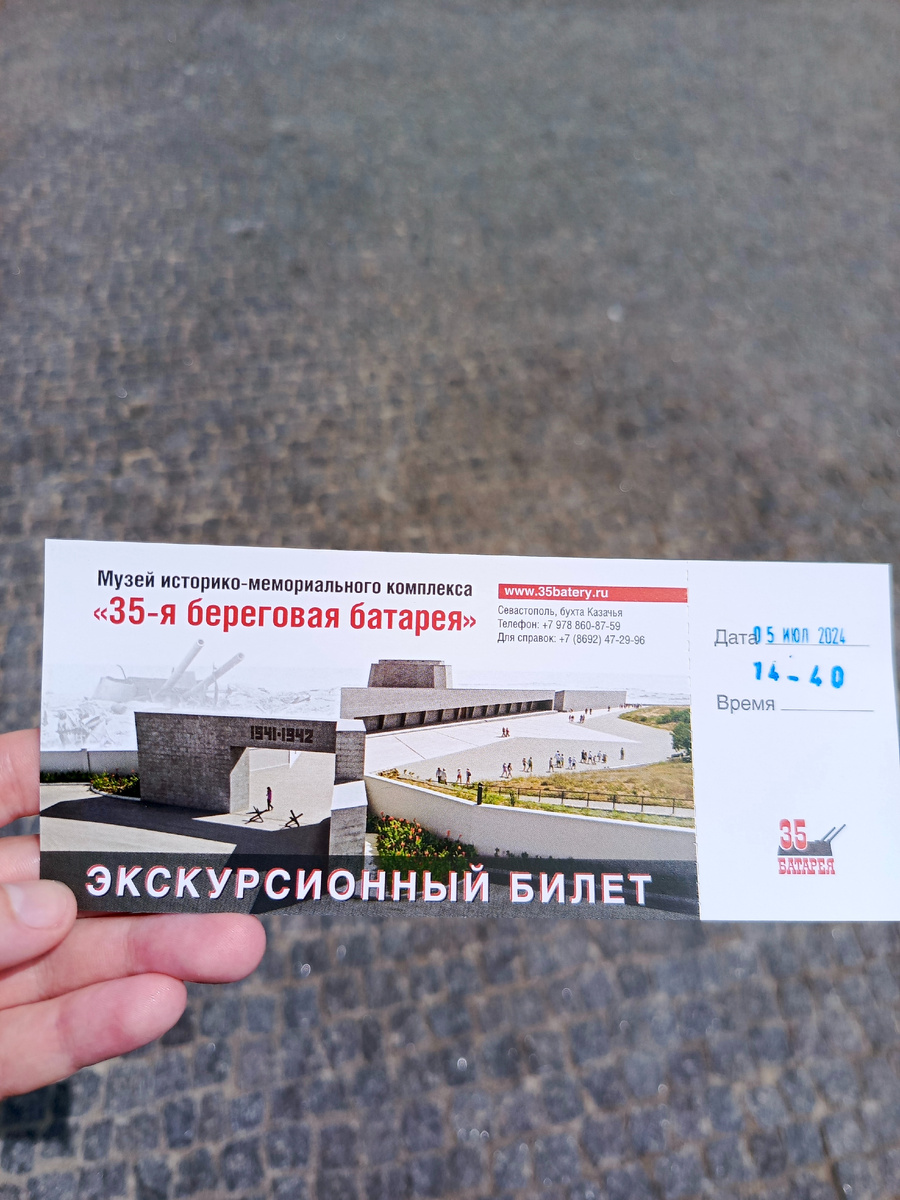 Музей историко-мемориального комплекса
«35-я береговая батарея»
www.35batery.ru
Севастополь, бухта Казачья
Телефон: +7 978 860-87-59
Для справок: +7 (8692) 47-29-96
1941-1942
ЭКСКУРСИОННЫЙ БИЛЕТ
Дата 05 ИЮЛ 2024
14-40
Время
35
БАТАРЕЯ